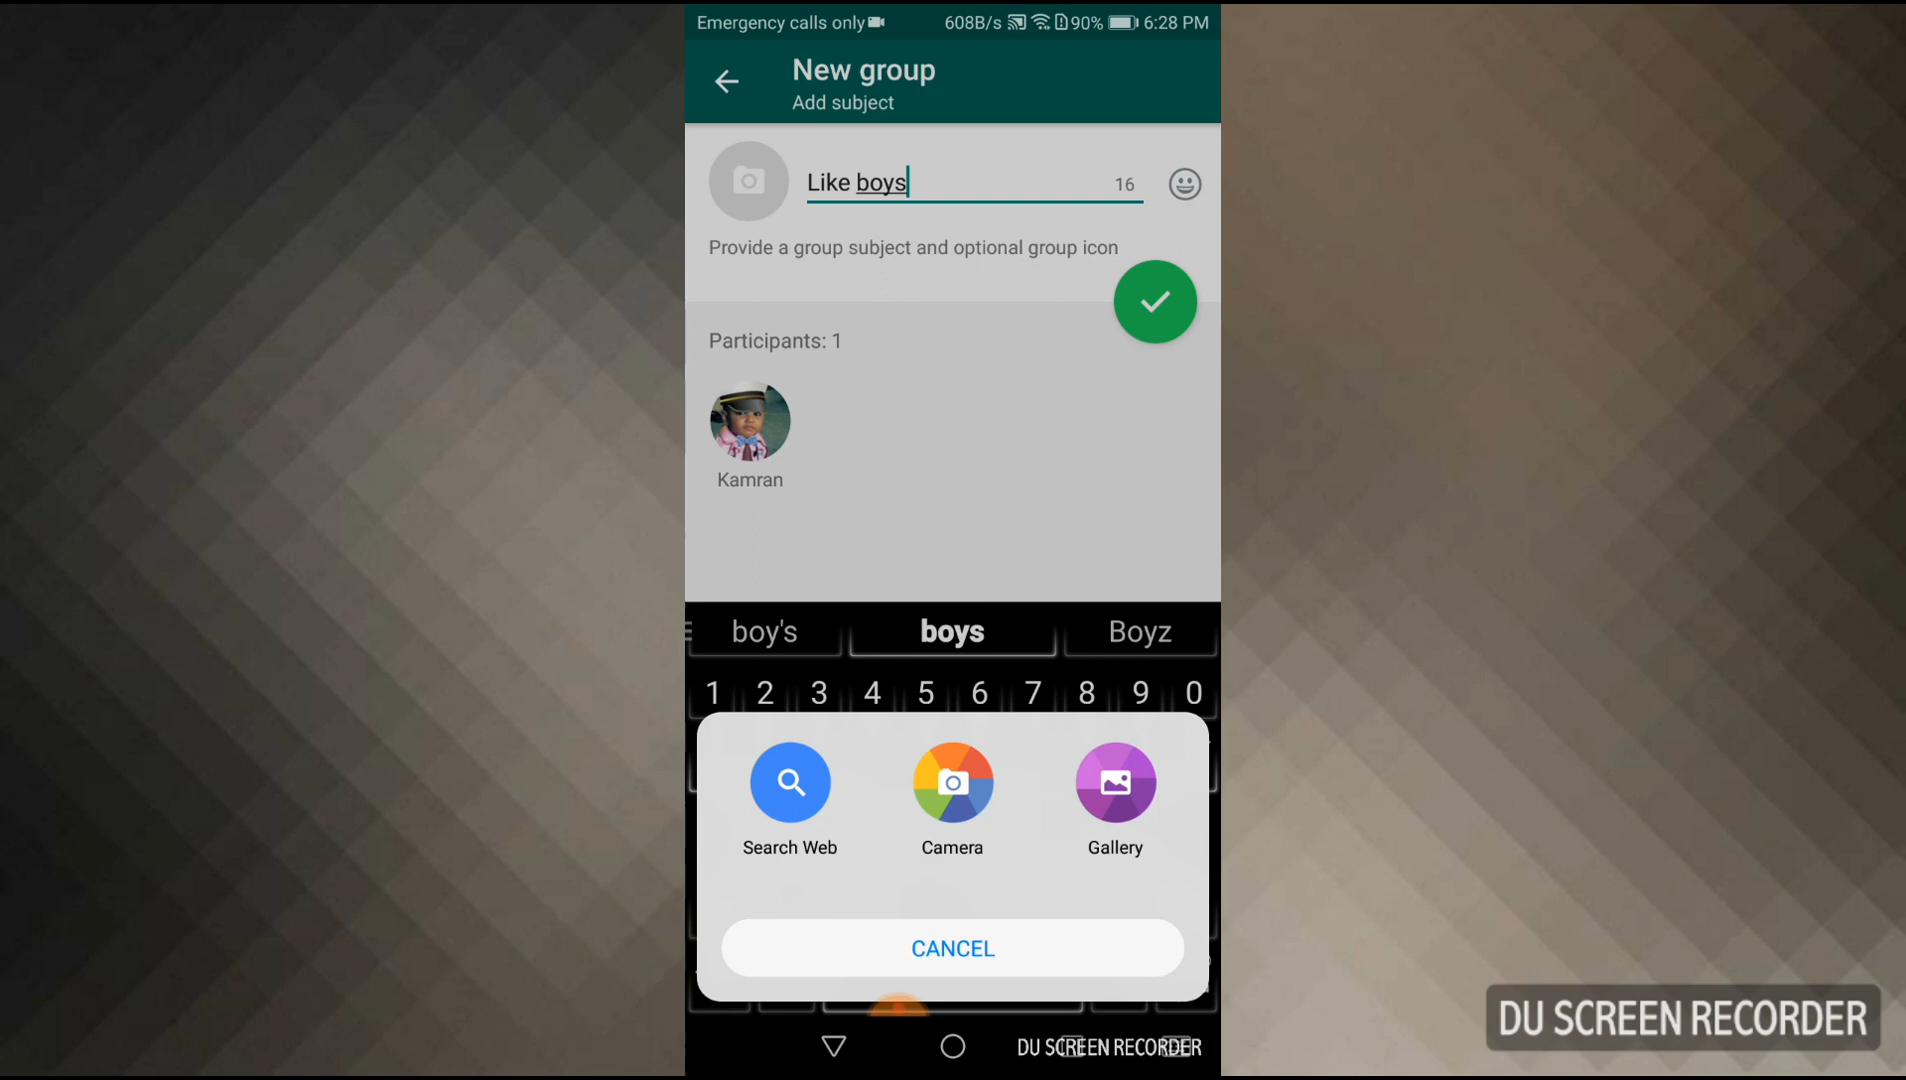 Emergency calls only 608B/s 90% 6:28 PM
New group
Add subject
Like boys 16
Provide a group subject and optional group icon
Participants: 1
Kamran
boy's boys Boyz
1 2 3 4 5 6 7 8 9 0
Search Web Camera Gallery
CANCEL
DU SCREEN RECORDER
DU SCREEN RECORDER